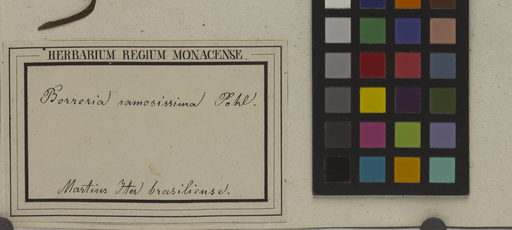 HERBARIUM REGIUM MONACENSE.
Borreria ramosissima Pohl.
Martius Iter brasiliense.